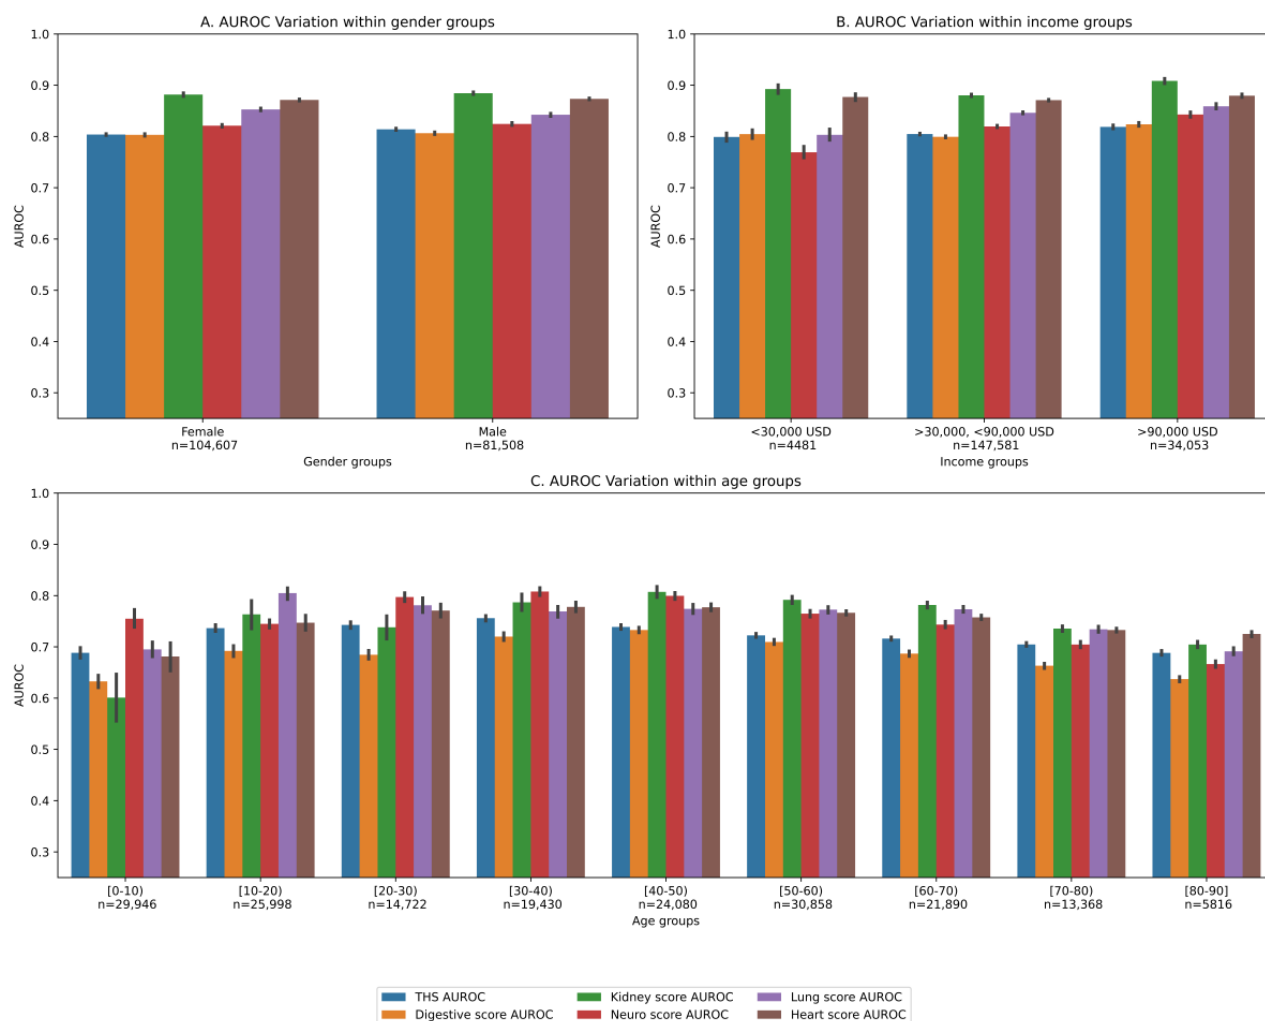 A. AUROC Variation within gender groups
1.0
0.9
0.8
0.7
0.6
0.5
0.4
0.3
AUROC
Female
n=104,607
Male
n=81,508
Gender groups
B. AUROC Variation within income groups
1.0
0.9
0.8
0.7
0.6
0.5
0.4
0.3
AUROC
<30,000 USD
n=4481
>30,000, <90,000 USD
n=147,581
>90,000 USD
n=34,053
Income groups
C. AUROC Variation within age groups
1.0
0.9
0.8
0.7
0.6
0.5
0.4
0.3
AUROC
[0-10)
n=29,946
[10-20)
n=25,998
[20-30)
n=14,722
[30-40)
n=19,430
[40-50)
n=24,080
[50-60)
n=30,858
[60-70)
n=21,890
[70-80)
n=13,368
[80-90]
n=5816
Age groups
THS AUROC
Digestive score AUROC
Kidney score AUROC
Neuro score AUROC
Lung score AUROC
Heart score AUROC